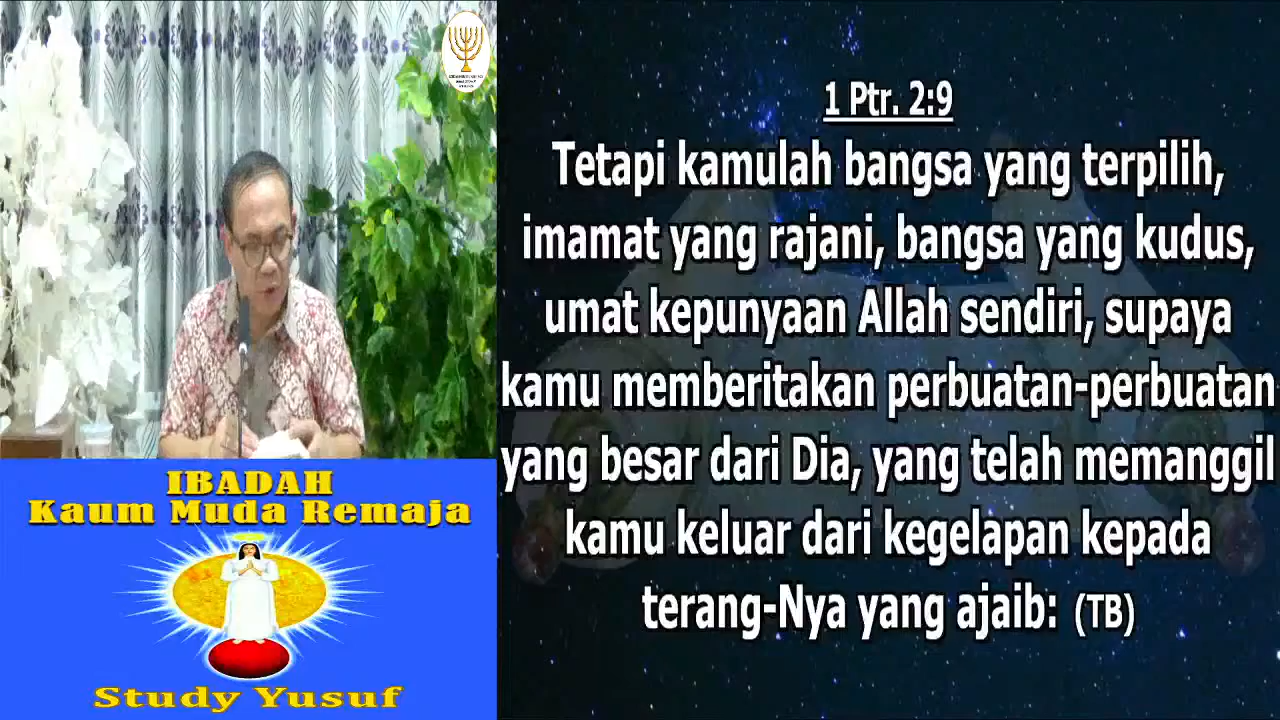 1 Ptr. 2:9
Tetapi kamulah bangsa yang terpilih,
imamat yang rajani, bangsa yang kudus,
umat kepunyaan Allah sendiri, supaya
kamu memberitakan perbuatan-perbuatan
yang besar dari Dia, yang telah memanggil
kamu keluar dari kegelapan kepada
terang-Nya yang ajaib: (TB)
IBADAH
Kaum Muda Remaja
Study Yusuf